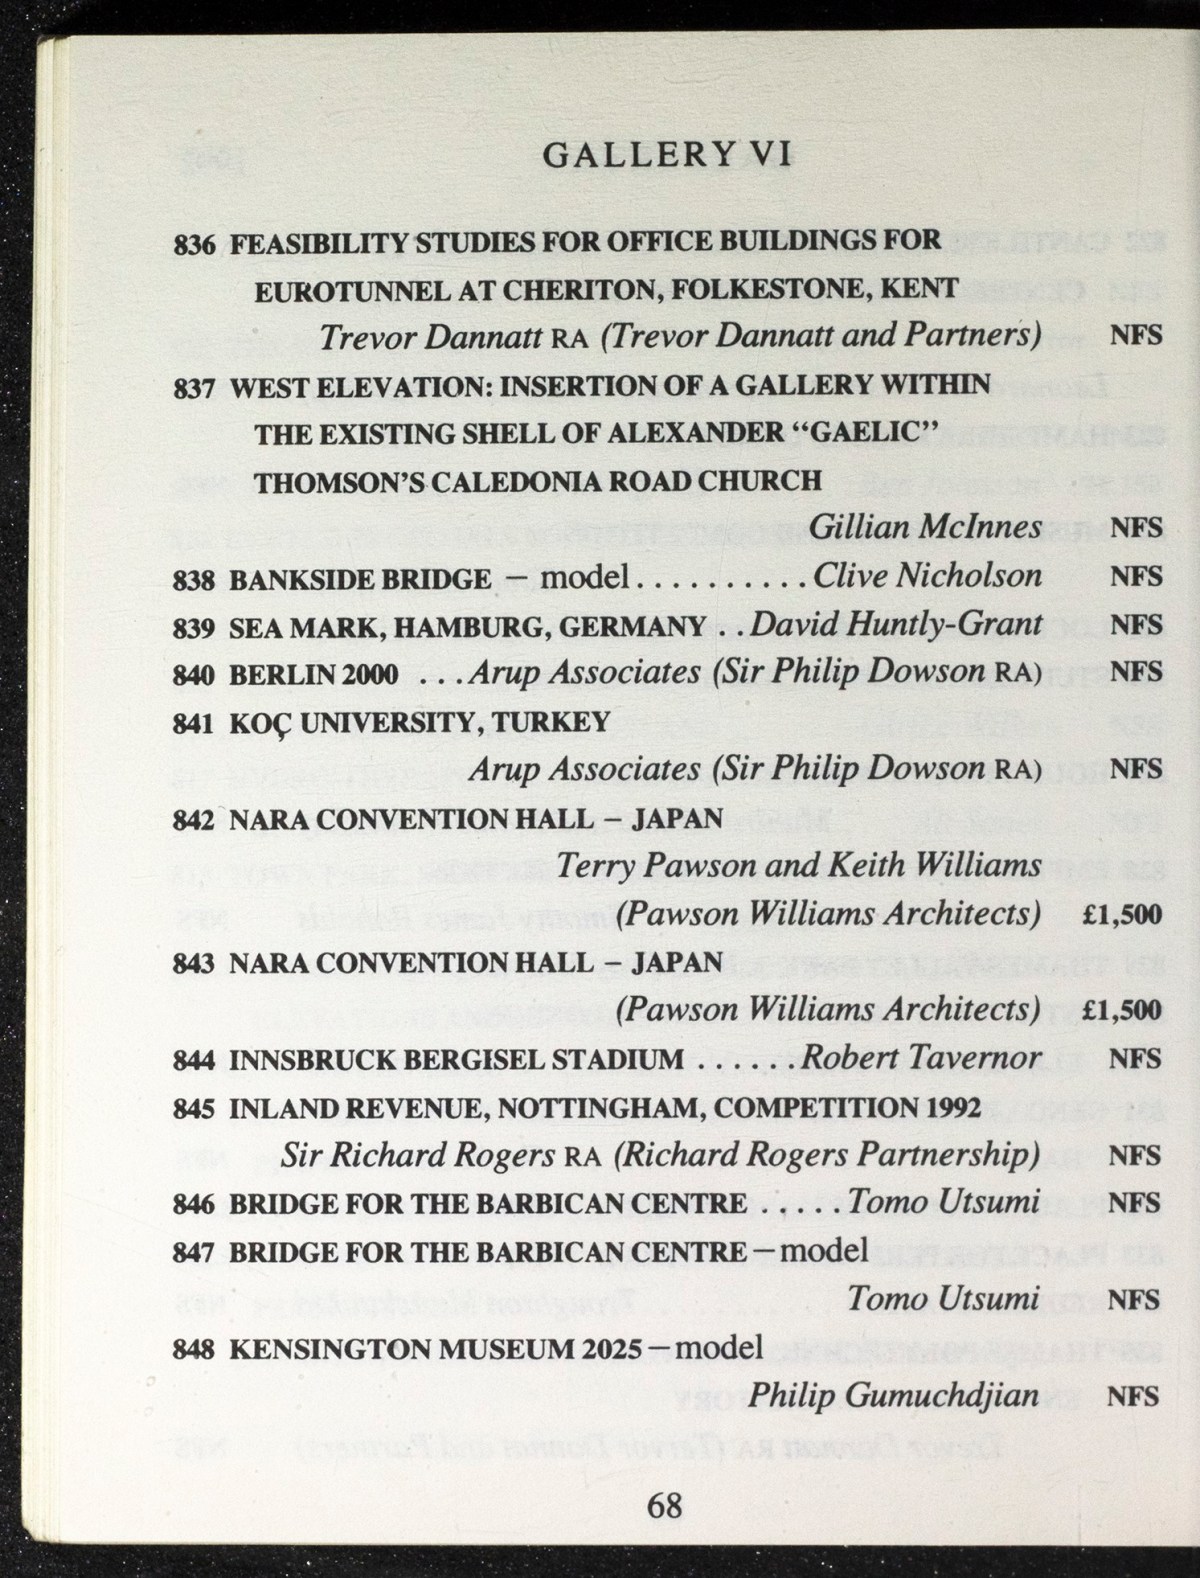 GALLERY VI
836 FEASIBILITY STUDIES FOR OFFICE BUILDINGS FOR
EUROTUNNEL AT CHERITON, FOLKESTONE, KENT
Trevor Dannatt RA (Trevor Dannatt and Partners) NFS
837 WEST ELEVATION: INSERTION OF A GALLERY WITHIN
THE EXISTING SHELL OF ALEXANDER “GAELIC”
THOMSON'S CALEDONIA ROAD CHURCH
Gillian McInnes NFS
838 BANKSIDE BRIDGE – model . . . . . . . . . . Clive Nicholson NFS
839 SEA MARK, HAMBURG, GERMANY . . David Huntly-Grant NFS
840 BERLIN 2000 . . . Arup Associates (Sir Philip Dowson RA) NFS
841 KOÇ UNIVERSITY, TURKEY
Arup Associates (Sir Philip Dowson RA) NFS
842 NARA CONVENTION HALL – JAPAN
Terry Pawson and Keith Williams
(Pawson Williams Architects) £1,500
843 NARA CONVENTION HALL – JAPAN
(Pawson Williams Architects) £1,500
844 INNSBRUCK BERGISEL STADIUM . . . . . . Robert Tavernor NFS
845 INLAND REVENUE, NOTTINGHAM, COMPETITION 1992
Sir Richard Rogers RA (Richard Rogers Partnership) NFS
846 BRIDGE FOR THE BARBICAN CENTRE . . . . . Tomo Utsumi NFS
847 BRIDGE FOR THE BARBICAN CENTRE – model
Tomo Utsumi NFS
848 KENSINGTON MUSEUM 2025 – model
Philip Gumuchdjian NFS
68